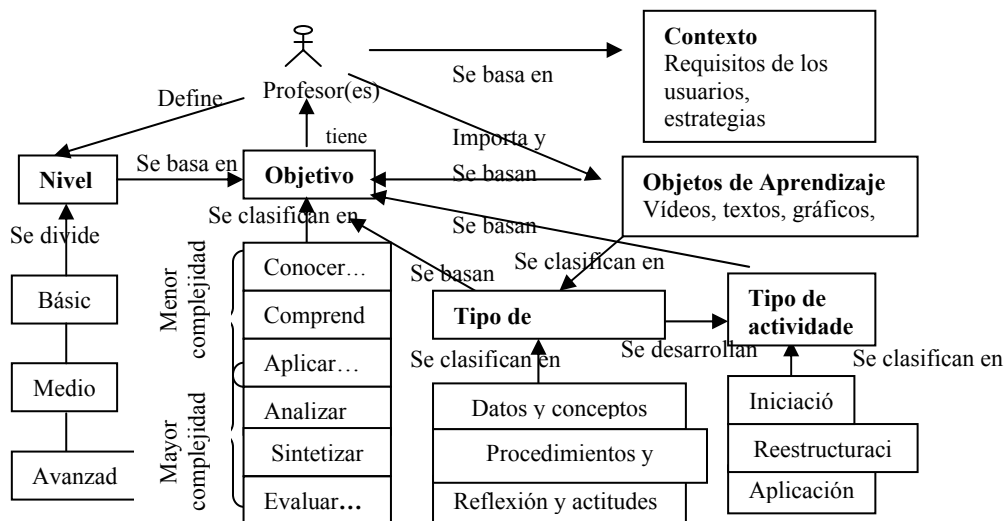 Contexto
Requisitos de los
usuarios,
estrategias
Se basa en
Profesor(es)
Define
tiene
Importa y
Nivel
Se basa en
Objetivo
Se basan
Objetos de Aprendizaje
Vídeos, textos, gráficos,
Se clasifican en
Se basan
Se divide
Se basan
Se clasifican en
Menor
complejidad
Mayor
complejidad
Conocer…
Comprend
Aplicar…
Analizar
Sintetizar
Evaluar…
Básic
Medio
Avanzad
Tipo de
Se desarrollan
Tipo de
actividade
Se clasifican en
Se clasifican en
Datos y conceptos
Procedimientos y
Reflexión y actitudes
Iniciació
Reestructuraci
Aplicación